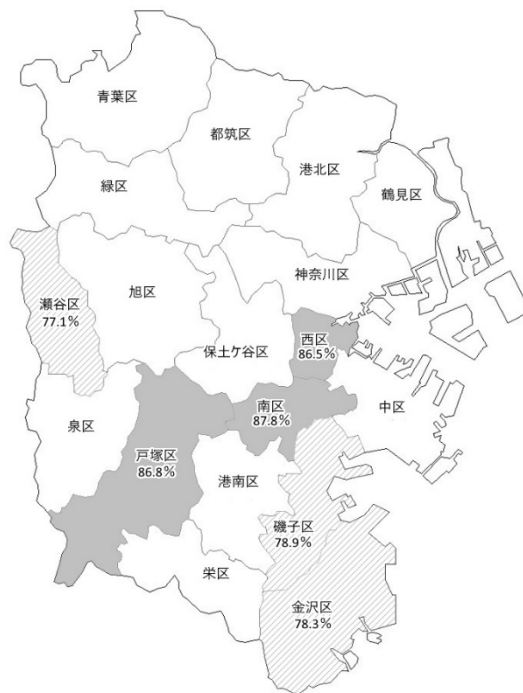 青葉区
都筑区
港北区
緑区
鶴見区
神奈川区
瀬谷区
77.1%
旭区
西区
86.5%
保土ケ谷区
中区
南区
87.8%
泉区
戸塚区
86.8%
港南区
磯子区
78.9%
栄区
金沢区
78.3%